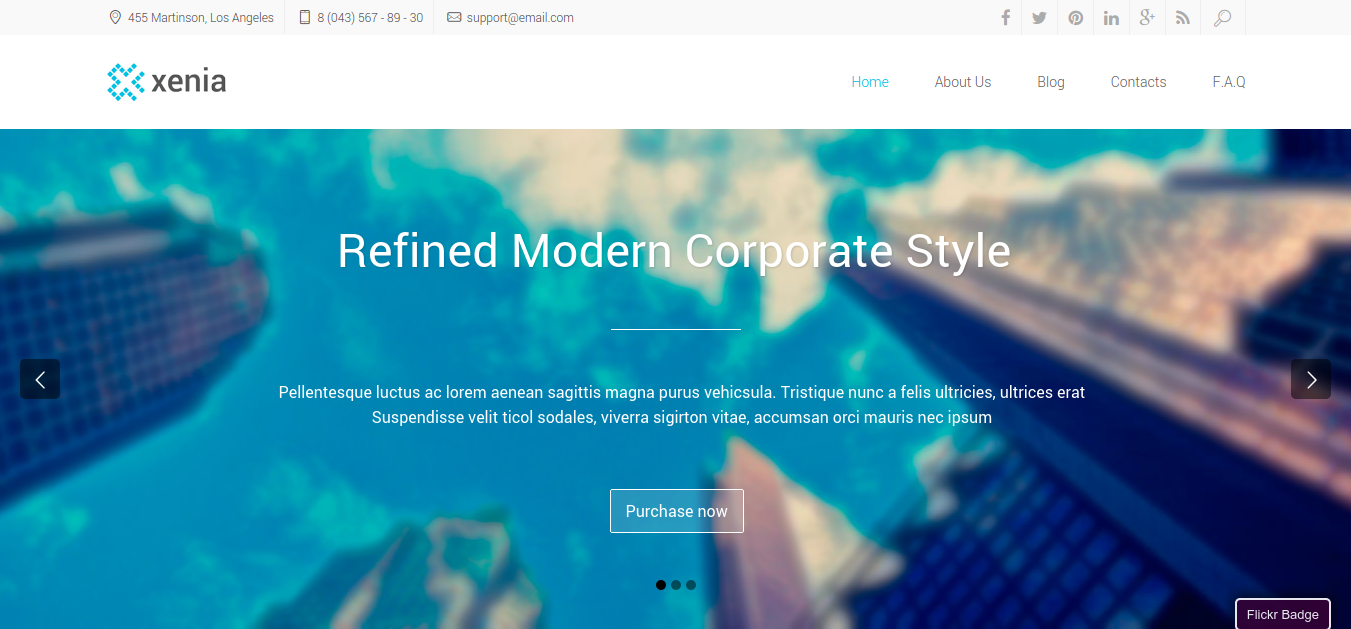 455 Martinson, Los Angeles
8 (043) 567 - 89 - 30
support@email.com
xenia
Home
About Us
Blog
Contacts
F.A.Q
Refined Modern Corporate Style
Pellentesque luctus ac lorem aenean sagittis magna purus vehicsula. Tristique nunc a felis ultricies, ultrices erat
Suspendisse velit ticol sodales, viverra sigirton vitae, accumsan orci mauris nec ipsum
Purchase now
Flickr Badge